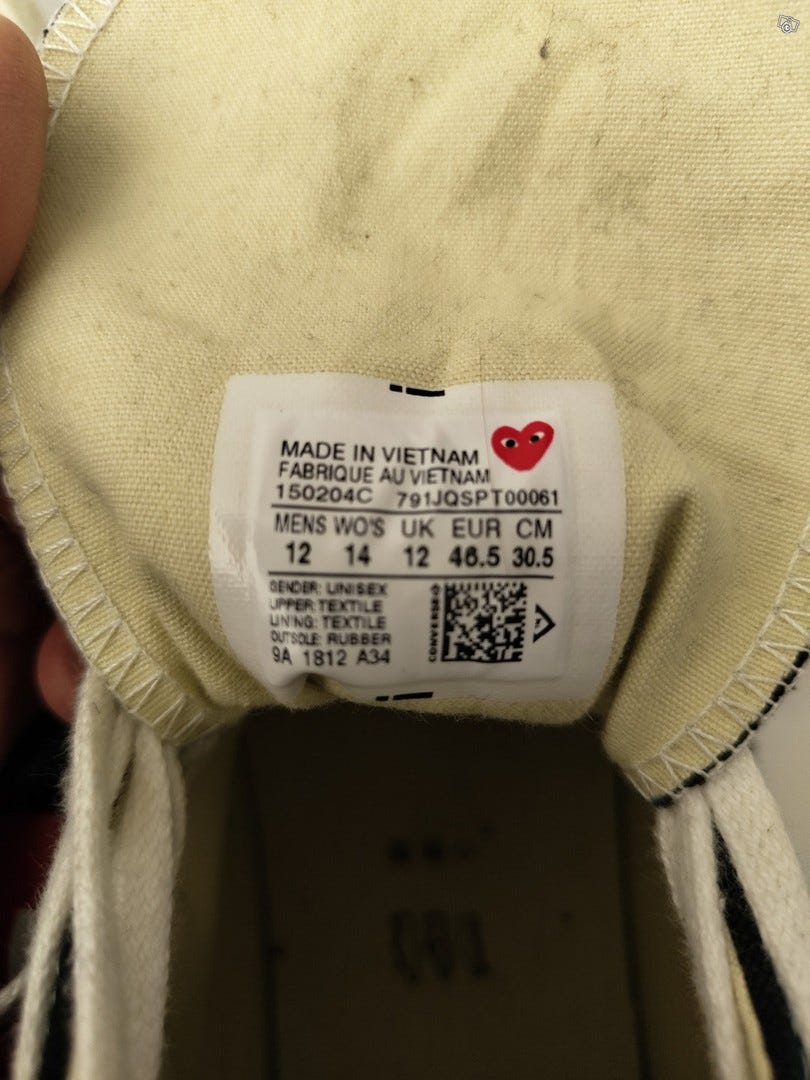 MADE IN VIETNAM
FABRIQUE AU VIETNAM
150204C 791JQSPT00061
MENS WO'S UK EUR CM
12 14 12 46.5 30.5
GENDER: UNISEX
UPPER: TEXTILE
LINING: TEXTILE
OUTSOLE: RUBBER
9A 1812 A34